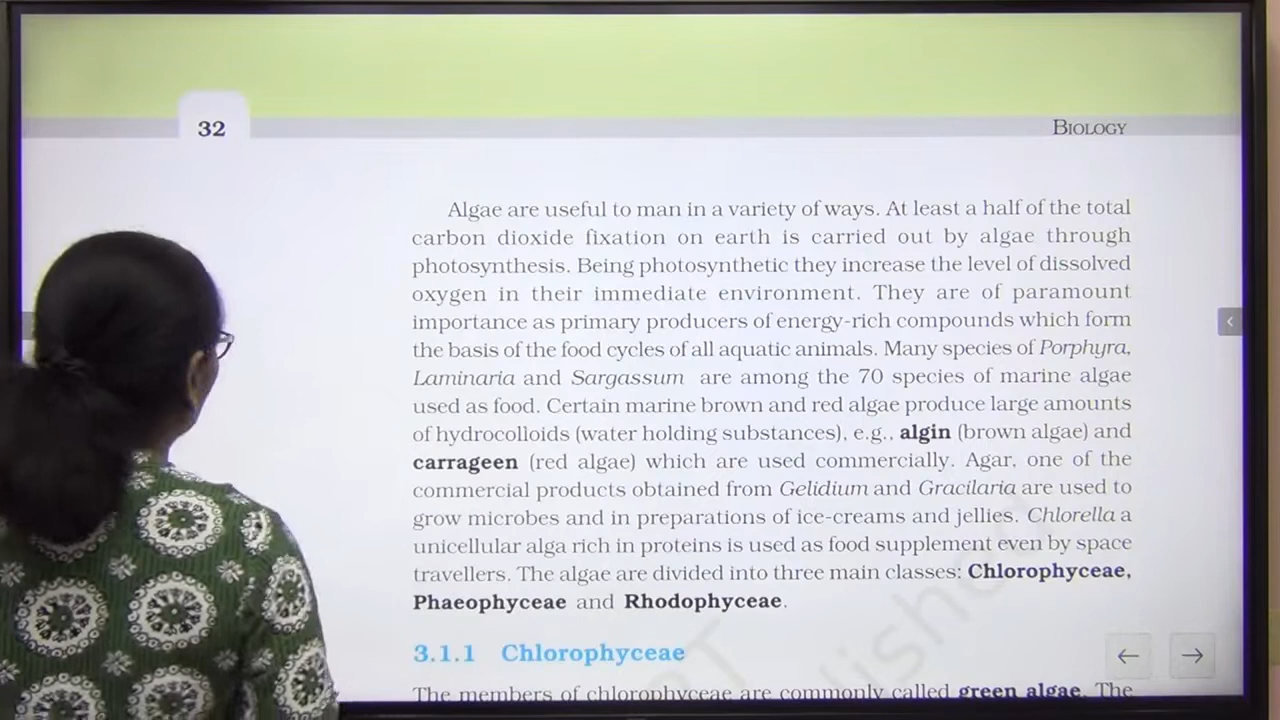 32
BIOLOGY
Algae are useful to man in a variety of ways. At least a half of the total
carbon dioxide fixation on earth is carried out by algae through
photosynthesis. Being photosynthetic they increase the level of dissolved
oxygen in their immediate environment. They are of paramount
importance as primary producers of energy-rich compounds which form
the basis of the food cycles of all aquatic animals. Many species of Porphyra,
Laminaria and Sargassum are among the 70 species of marine algae
used as food. Certain marine brown and red algae produce large amounts
of hydrocolloids (water holding substances), e.g., algin (brown algae) and
carrageen (red algae) which are used commercially. Agar, one of the
commercial products obtained from Gelidium and Gracilaria are used to
grow microbes and in preparations of ice-creams and jellies. Chlorella a
unicellular alga rich in proteins is used as food supplement even by space
travellers. The algae are divided into three main classes: Chlorophyceae,
Phaeophyceae and Rhodophyceae.
3.1.1 Chlorophyceae
The members of chlorophyceae are commonly called green algae. The